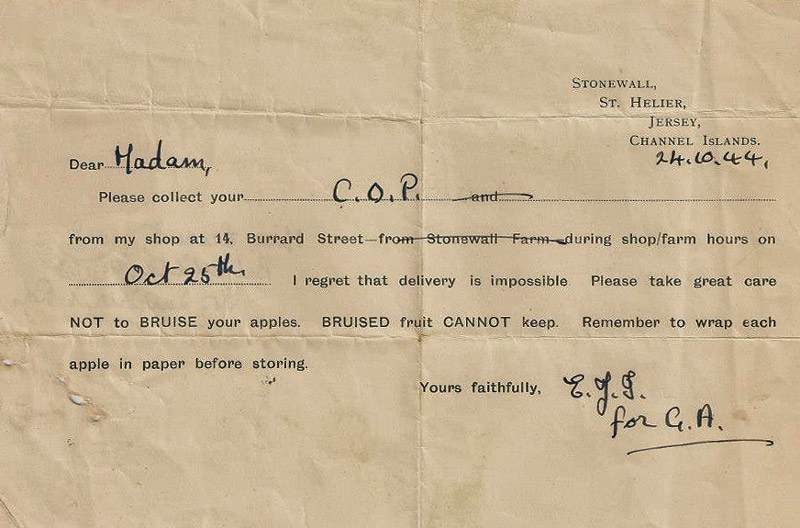 STONEWALL,
ST. HELIER,
JERSEY,
CHANNEL ISLANDS.
24.10.44.
Dear Madam,
Please collect your C.O.P. and
from my shop at 14, Burrard Street—from Stonewall Farm—during shop/farm hours on
Oct 25th. I regret that delivery is impossible Please take great care
NOT to BRUISE your apples. BRUISED fruit CANNOT keep. Remember to wrap each
apple in paper before storing.
Yours faithfully, E.J.J.
for G.A.